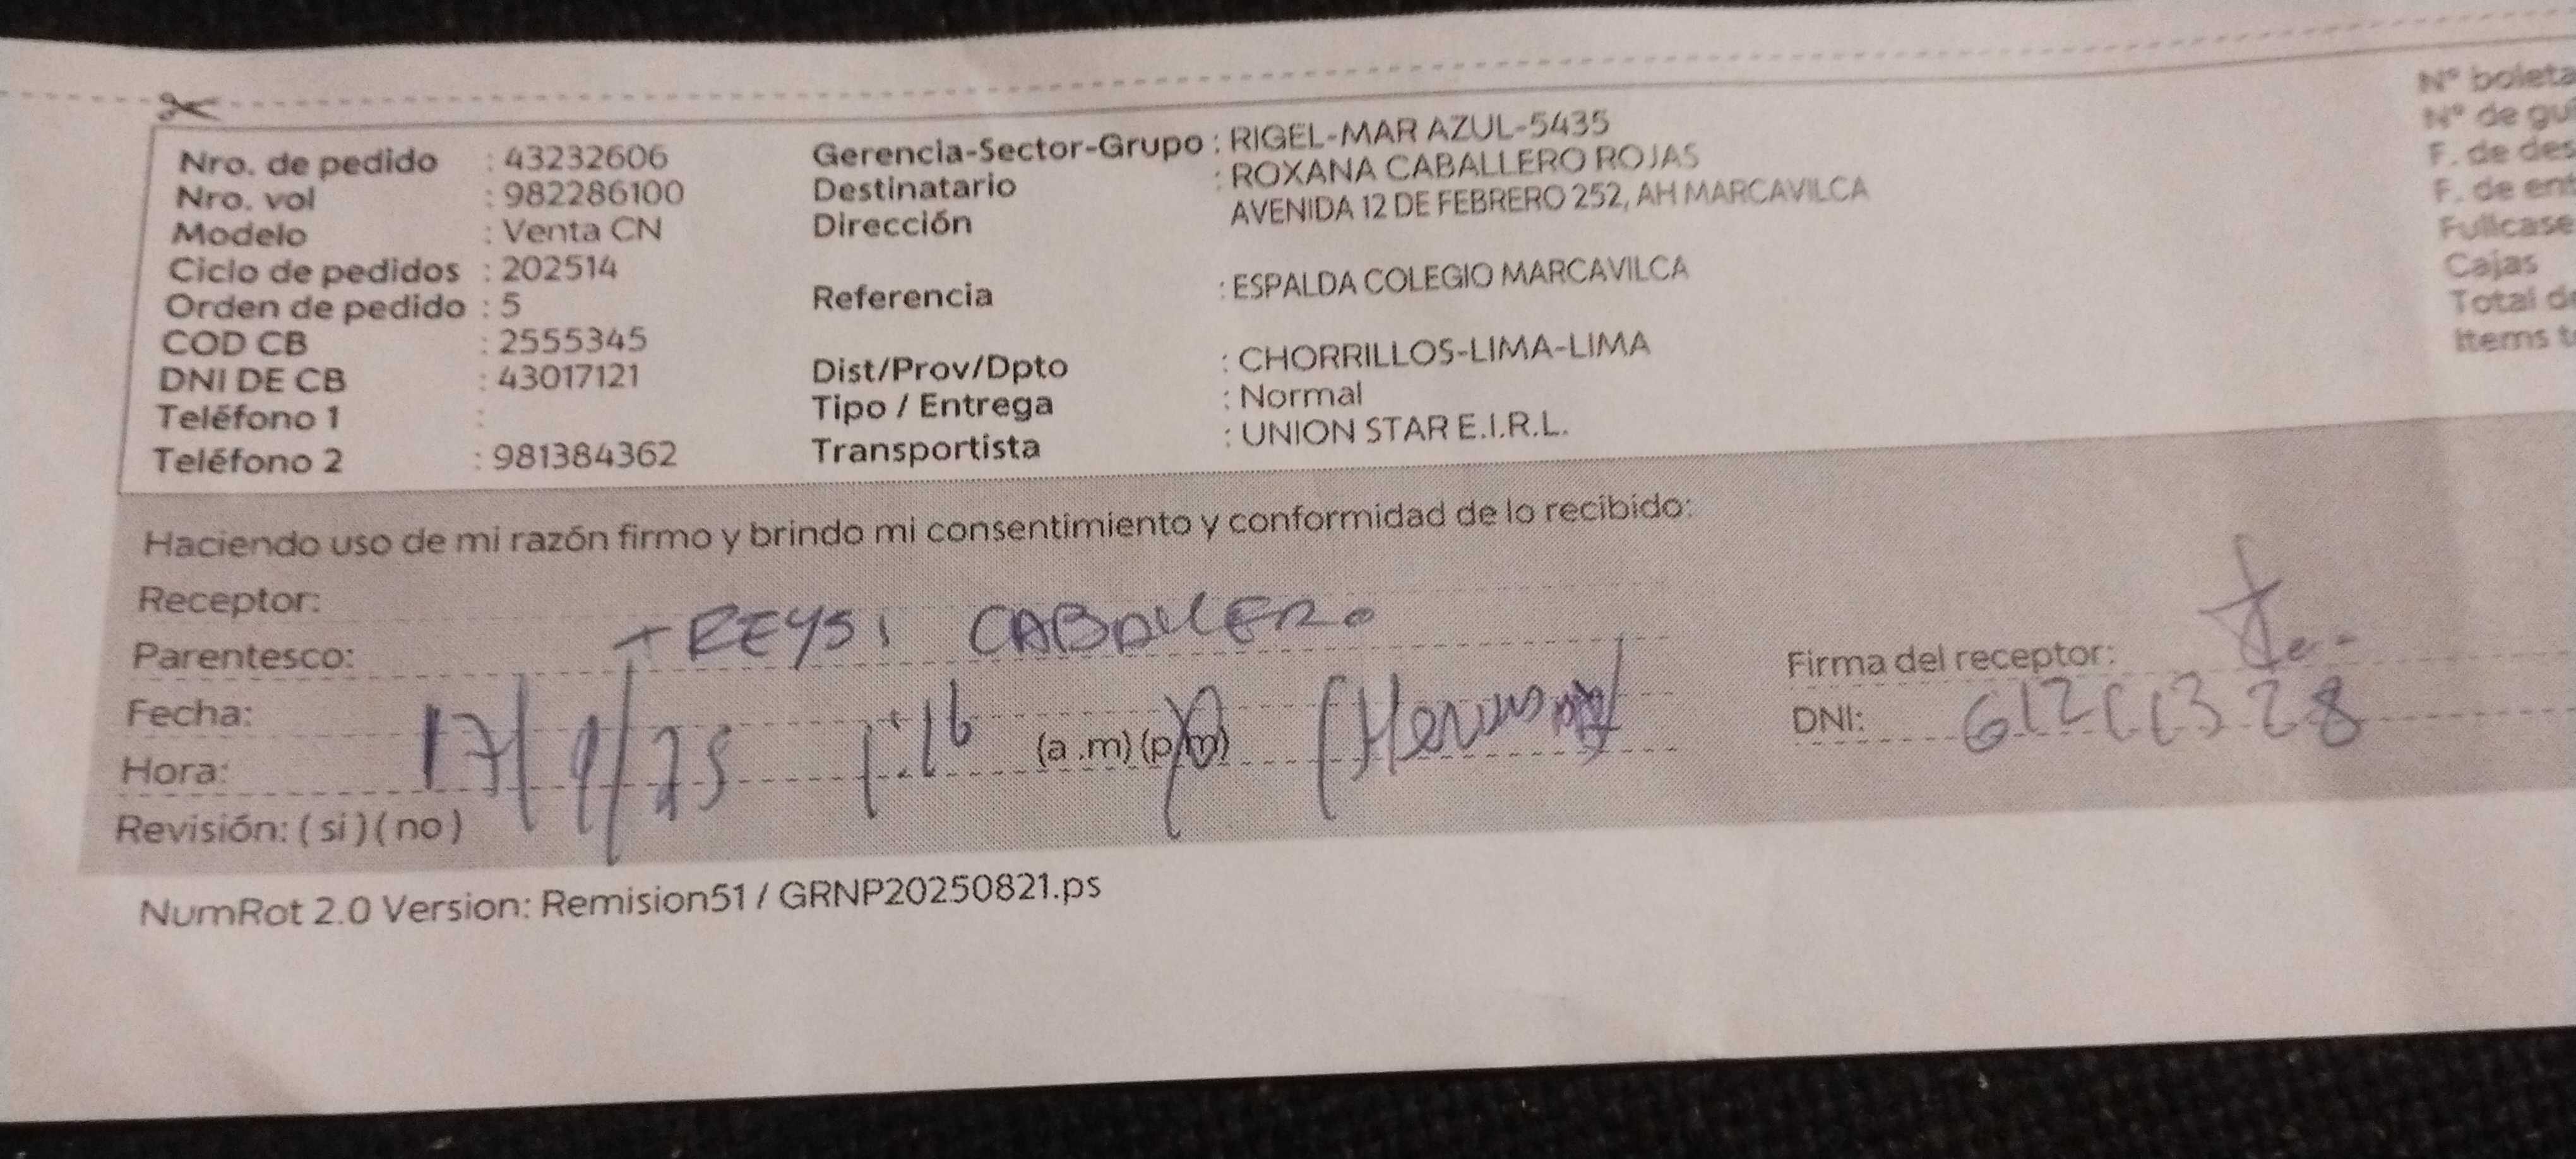 Nro. de pedido : 43232606
Nro. vol : 982286100
Modelo : Venta CN
Ciclo de pedidos : 202514
Orden de pedido : 5
COD CB : 2555345
DNI DE CB : 43017121
Teléfono 1 :
Teléfono 2 : 981384362
Gerencia-Sector-Grupo : RIGEL-MAR AZUL-5435
Destinatario : ROXANA CABALLERO ROJAS
Dirección AVENIDA 12 DE FEBRERO 252, AH MARCAVILCA
Referencia : ESPALDA COLEGIO MARCAVILCA
Dist/Prov/Dpto : CHORRILLOS-LIMA-LIMA
Tipo / Entrega : Normal
Transportista : UNION STAR E.I.R.L.
N° boleta
N° de gu
F. de des
F. de ent
Fullcase
Cajas
Total d
Items t
Haciendo uso de mi razón firmo y brindo mi consentimiento y conformidad de lo recibido:
Receptor:
Parentesco: CABALLERO
Fecha: 17/9/25 1:16
Hora: (a .m) (p.m)
Revisión: ( si ) ( no )
Firma del receptor:
DNI:
NumRot 2.0 Version: Remision51 / GRNP20250821.ps